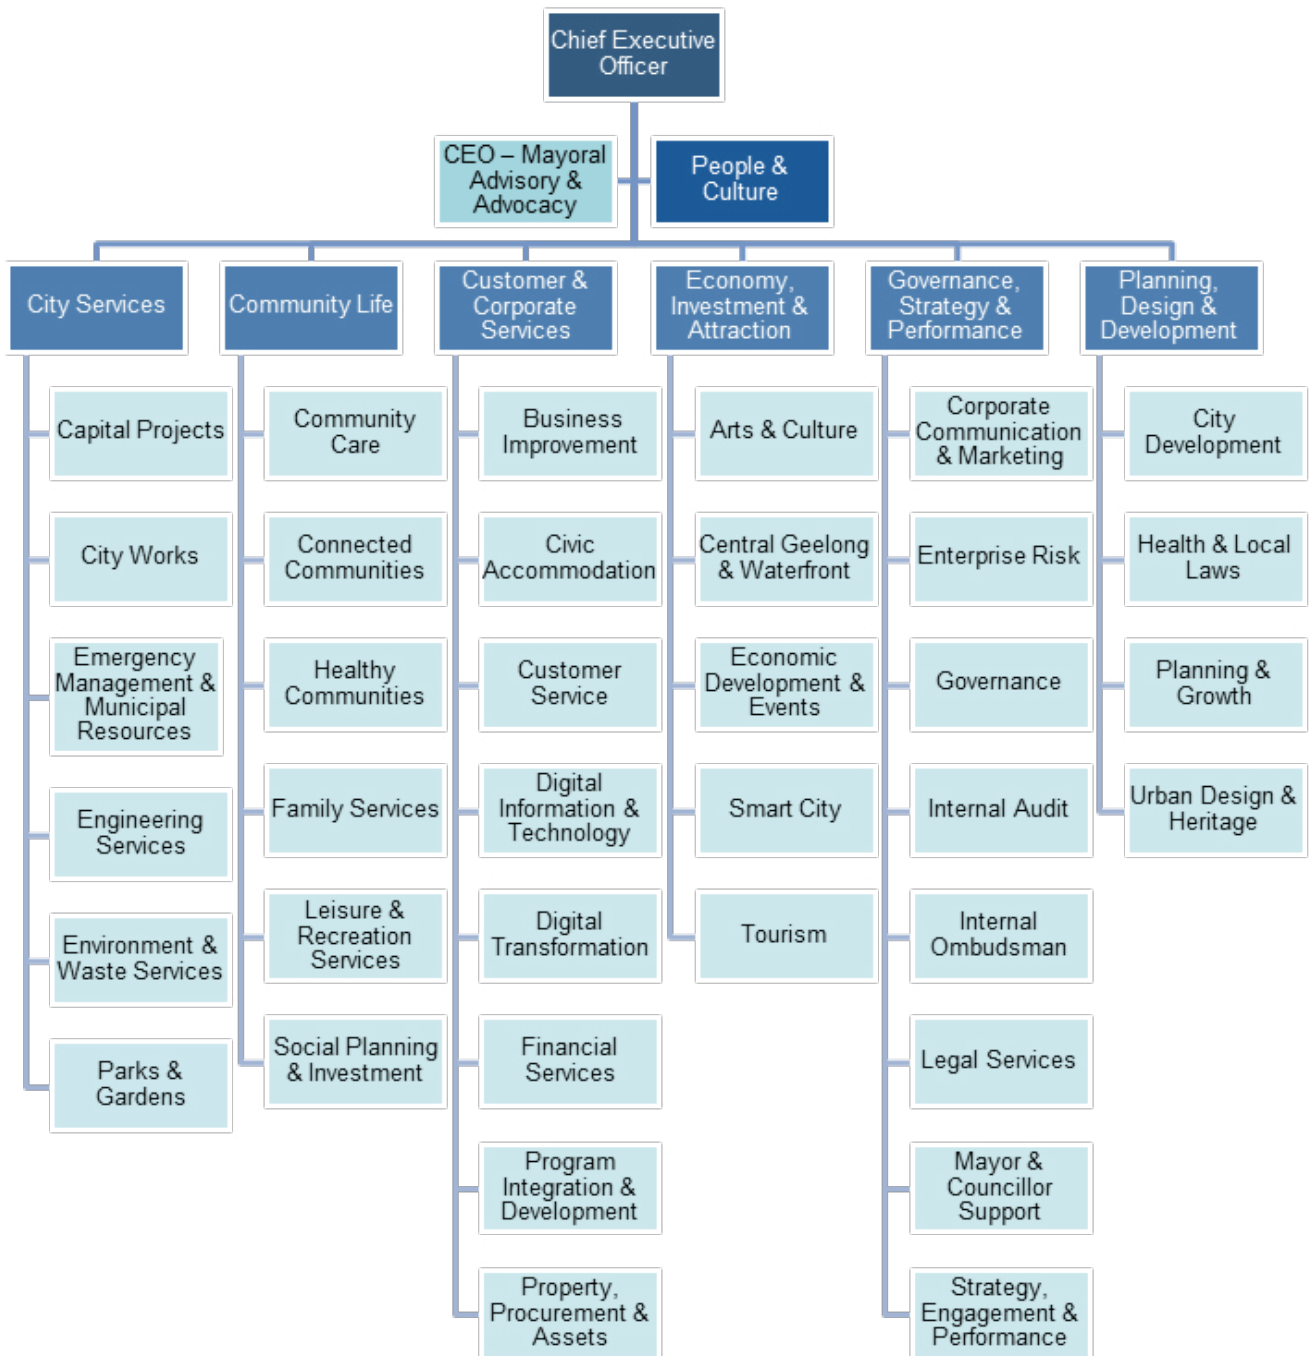 Chief Executive
Officer
CEO – Mayoral
Advisory &
Advocacy
People &
Culture
City Services
Community Life
Customer &
Corporate
Services
Economy,
Investment &
Attraction
Governance,
Strategy &
Performance
Planning,
Design &
Development
Capital Projects
City Works
Emergency
Management &
Municipal
Resources
Engineering
Services
Environment &
Waste Services
Parks &
Gardens
Community
Care
Connected
Communities
Healthy
Communities
Family Services
Leisure &
Recreation
Services
Social Planning
& Investment
Business
Improvement
Civic
Accommodation
Customer
Service
Digital
Information &
Technology
Digital
Transformation
Financial
Services
Program
Integration &
Development
Property,
Procurement &
Assets
Arts & Culture
Central Geelong
& Waterfront
Economic
Development &
Events
Smart City
Tourism
Corporate
Communication
& Marketing
Enterprise Risk
Governance
Internal Audit
Internal
Ombudsman
Legal Services
Mayor &
Councillor
Support
Strategy,
Engagement &
Performance
City
Development
Health & Local
Laws
Planning &
Growth
Urban Design &
Heritage